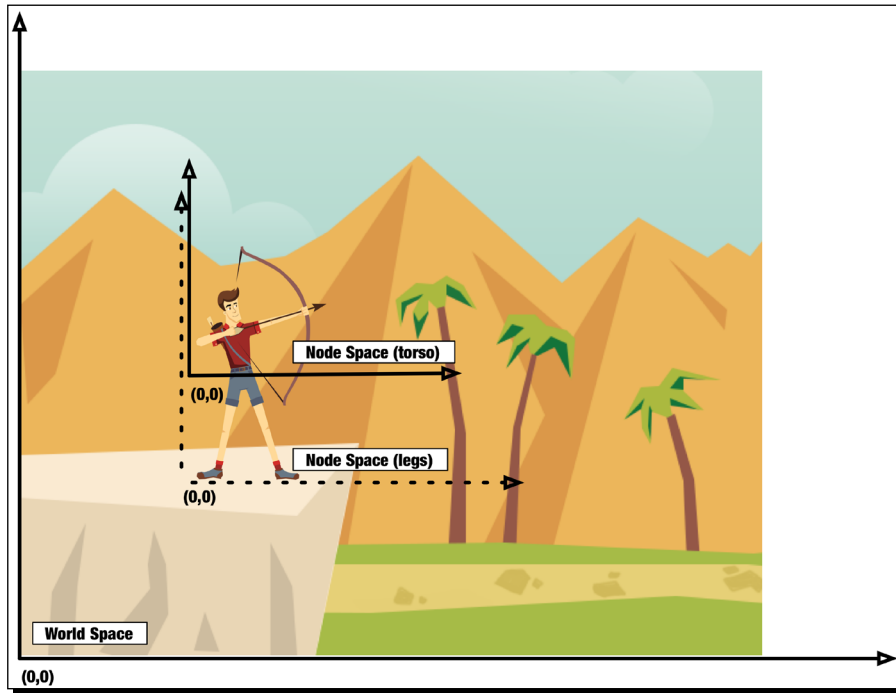 Node Space (torso)
(0,0)
Node Space (legs)
(0,0)
World Space
(0,0)